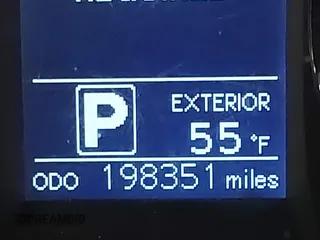 P
EXTERIOR
55 °F
ODO 198351 miles